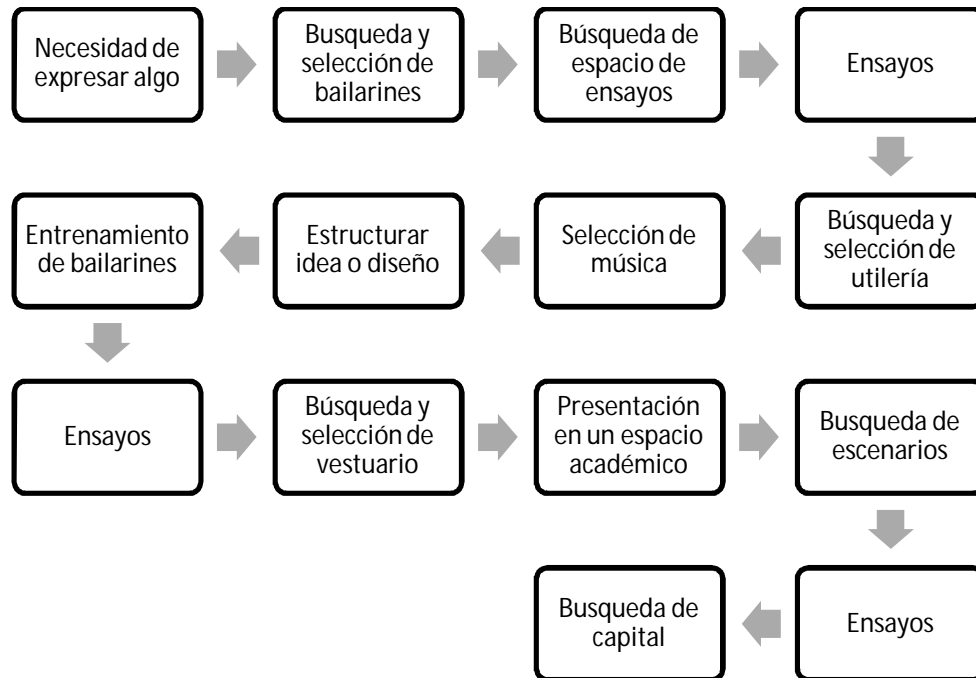 Necesidad de
expresar algo
Busqueda y
selección de
bailarines
Búsqueda de
espacio de
ensayos
Ensayos
Búsqueda y
selección de
utilería
Selección de
música
Estructurar
idea o diseño
Entrenamiento
de bailarines
Ensayos
Búsqueda y
selección de
vestuario
Presentación
en un espacio
académico
Busqueda de
escenarios
Ensayos
Busqueda de
capital